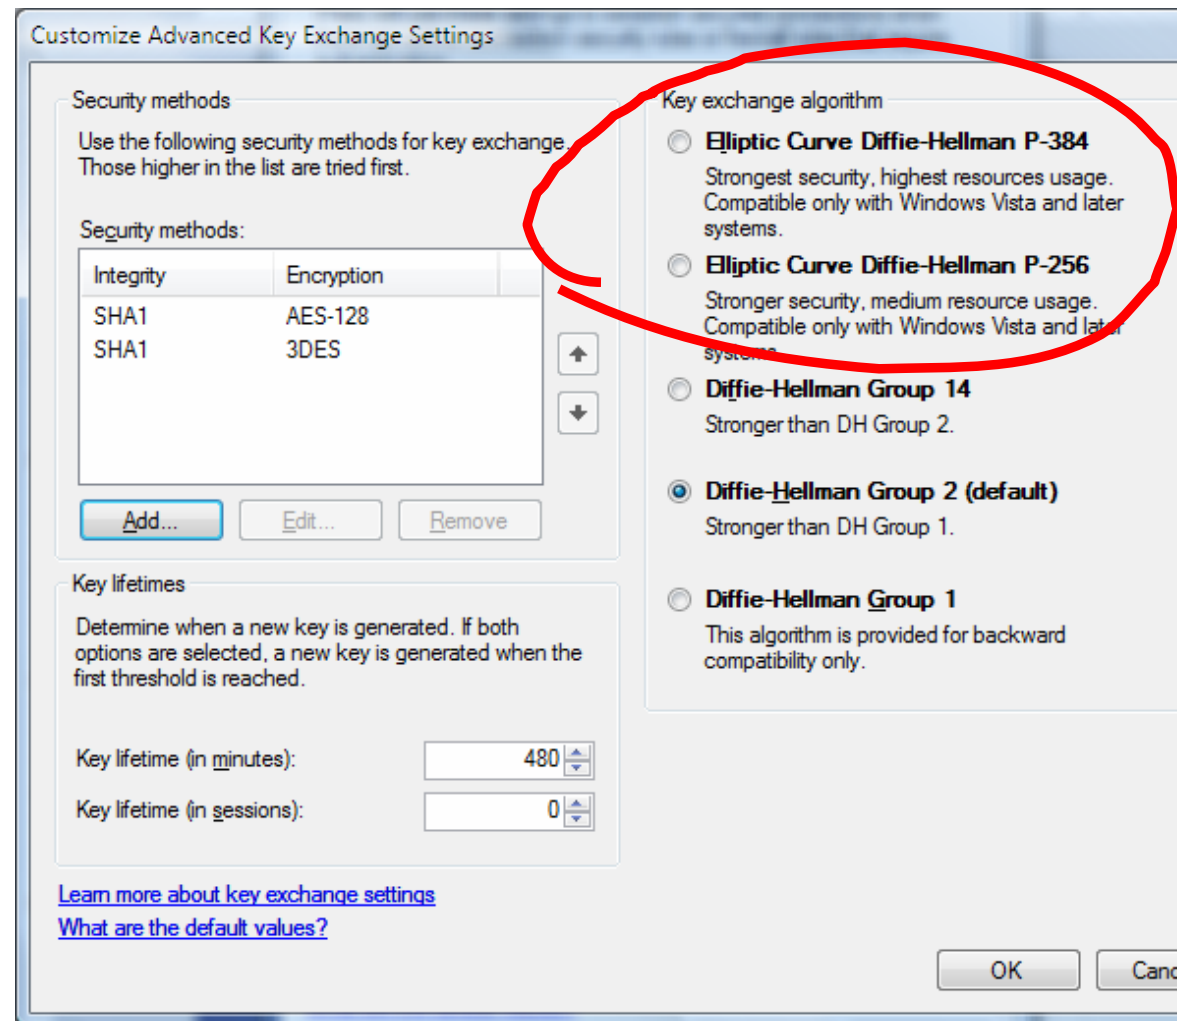 Customize Advanced Key Exchange Settings
Security methods
Use the following security methods for key exchange.
Those higher in the list are tried first.
Security methods:
Integrity Encryption
SHA1 AES-128
SHA1 3DES
Add... Edit... Remove
Key lifetimes
Determine when a new key is generated. If both
options are selected, a new key is generated when the
first threshold is reached.
Key lifetime (in minutes): 480
Key lifetime (in sessions): 0
Learn more about key exchange settings
What are the default values?
Key exchange algorithm
Elliptic Curve Diffie-Hellman P-384
Strongest security, highest resources usage.
Compatible only with Windows Vista and later
systems.
Elliptic Curve Diffie-Hellman P-256
Stronger security, medium resource usage.
Compatible only with Windows Vista and later
systems.
Diffie-Hellman Group 14
Stronger than DH Group 2.
Diffie-Hellman Group 2 (default)
Stronger than DH Group 1.
Diffie-Hellman Group 1
This algorithm is provided for backward
compatibility only.
OK Canc